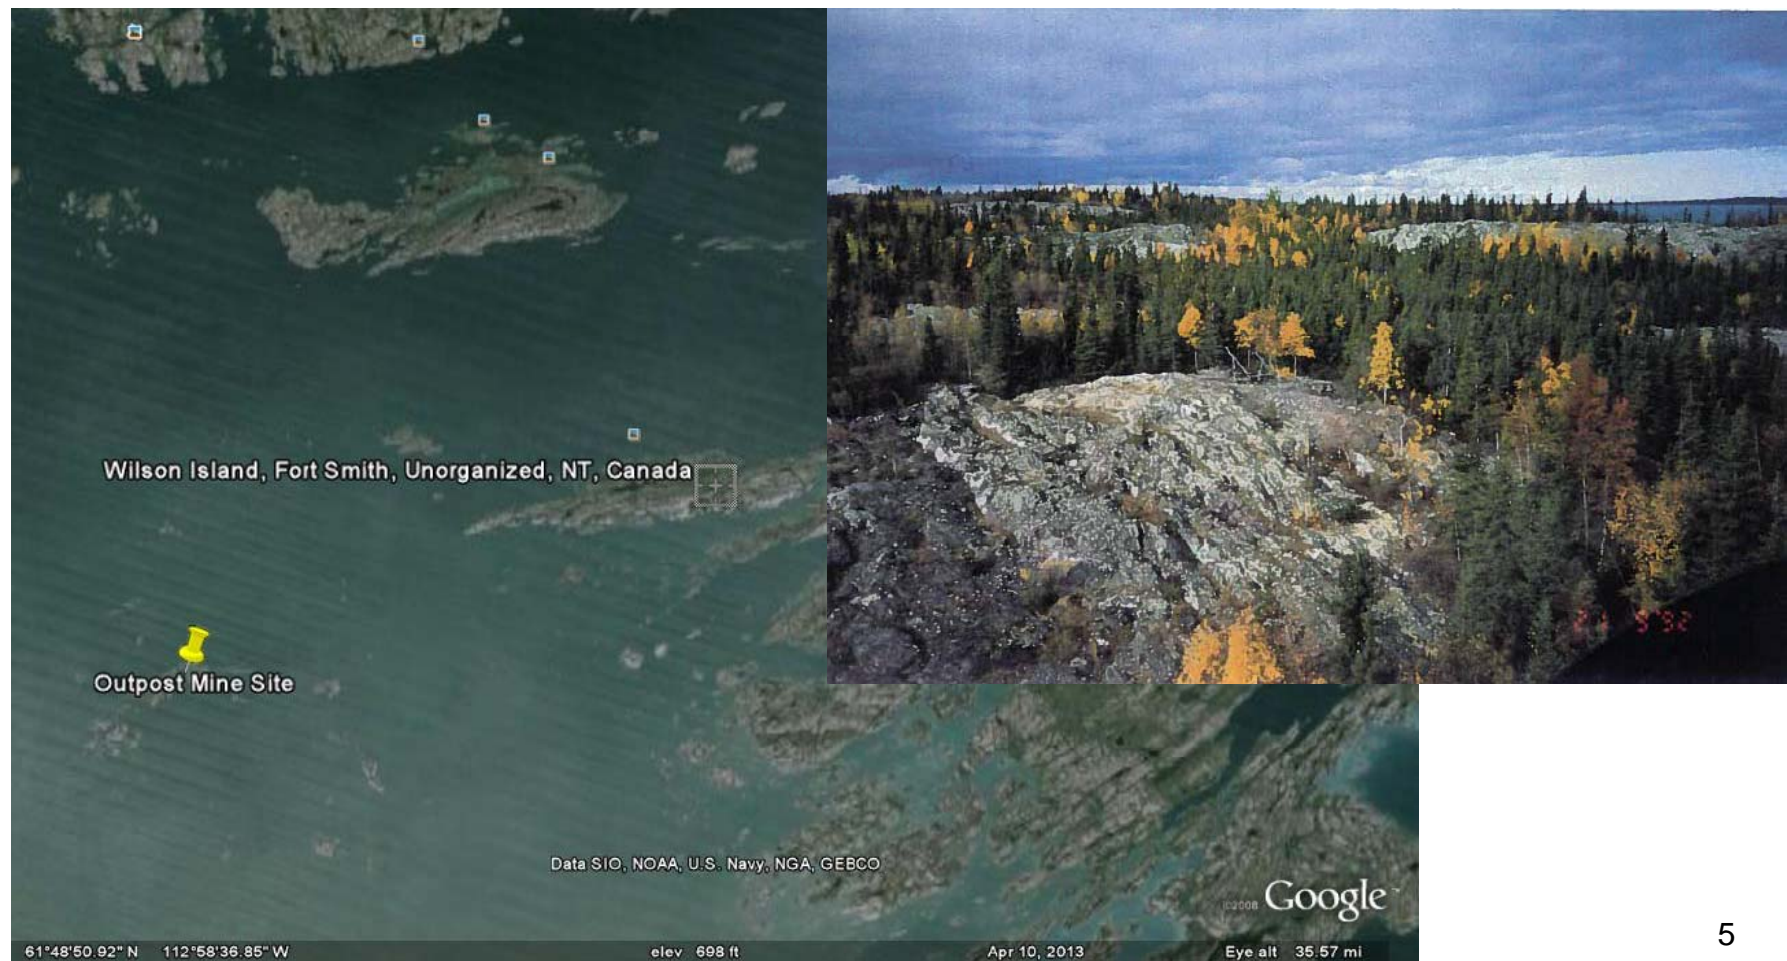 Wilson Island, Fort Smith, Unorganized, NT, Canada
Outpost Mine Site
Data SIO, NOAA, U.S. Navy, NGA, GEBCO
©2008 Google™
61°48'50.92" N 112°58'36.85" W elev 698 ft Apr 10, 2013 Eye alt 35.57 mi
5